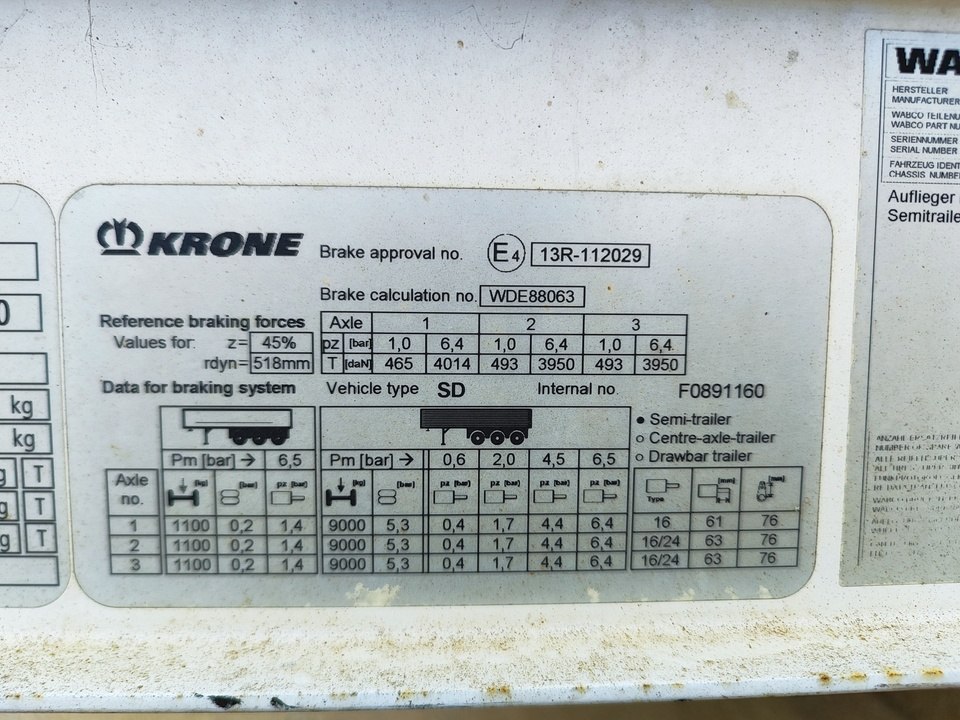 KRONE
Brake approval no. E4 13R-112029
Brake calculation no. WDE88063
Reference braking forces
Values for: z= 45%
rdyn= 518mm
Axle 1 2 3
pz [bar] 1,0 6,4 1,0 6,4 1,0 6,4
T [daN] 465 4014 493 3950 493 3950
Data for braking system
Vehicle type SD Internal no. F0891160
● Semi-trailer
○ Centre-axle-trailer
○ Drawbar trailer
Pm [bar] → 6,5 Pm [bar] → 0,6 2,0 4,5 6,5
Axle no. [kg] [bar] pz [bar] [kg] [bar] pz [bar] pz [bar] pz [bar] pz [bar] Type [mm] [mm]
1 1100 0,2 1,4 9000 5,3 0,4 1,7 4,4 6,4 16 61 76
2 1100 0,2 1,4 9000 5,3 0,4 1,7 4,4 6,4 16/24 63 76
3 1100 0,2 1,4 9000 5,3 0,4 1,7 4,4 6,4 16/24 63 76
0
kg
kg
g T
T
g T
WA
HERSTELLER
MANUFACTURER
WABCO TEILENU
WABCO PART NU
SERIENNUMMER
SERIAL NUMBER
FAHRZEUG IDENT
CHASSIS NUMBER
Auflieger
Semitraile